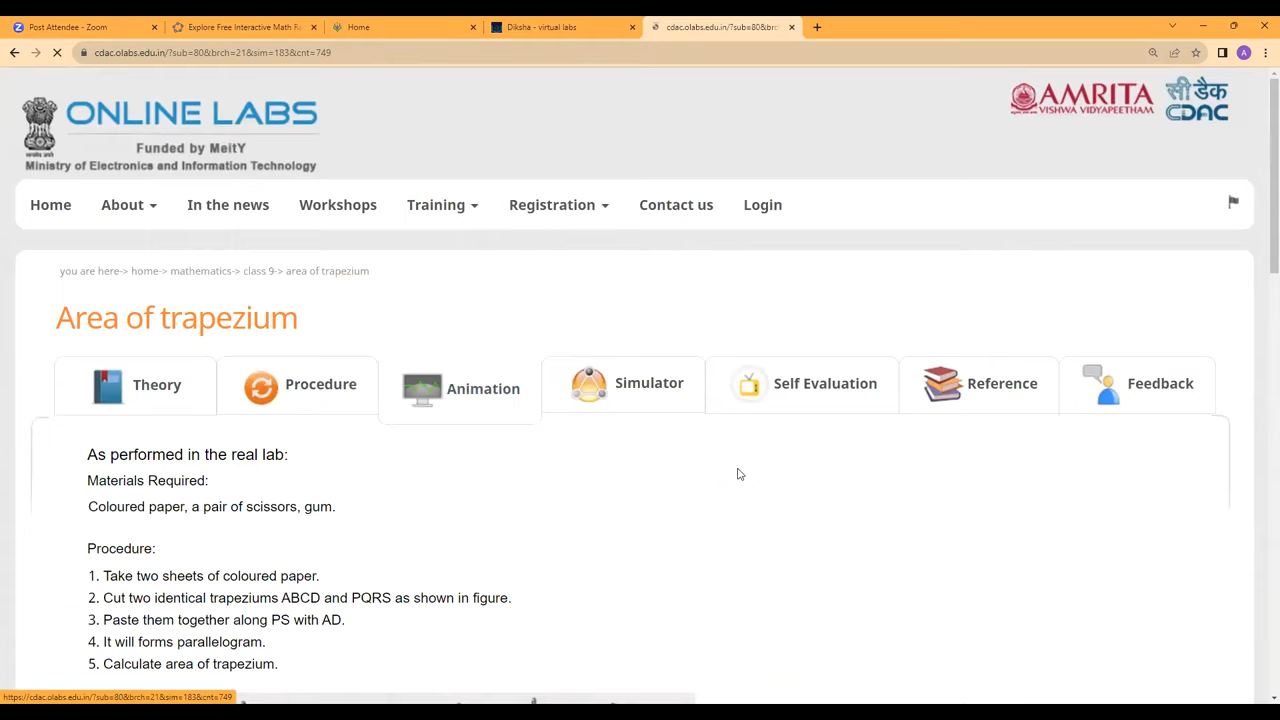 Post Attendee - Zoom
Explore Free Interactive Math Re
Home
Diksha - virtual labs
cdac.olabs.edu.in/?sub=80&brc
cdac.olabs.edu.in/?sub=80&brch=21&sim=183&cnt=749
A
ONLINE LABS
Funded by MeitY
Ministry of Electronics and Information Technology
AMRITA
VISHWA VIDYAPEETHAM
सी डैक
CDAC
Home About In the news Workshops Training Registration Contact us Login
you are here-> home-> mathematics-> class 9-> area of trapezium
Area of trapezium
Theory Procedure Animation Simulator Self Evaluation Reference Feedback
As performed in the real lab:
Materials Required:
Coloured paper, a pair of scissors, gum.
Procedure:
1. Take two sheets of coloured paper.
2. Cut two identical trapeziums ABCD and PQRS as shown in figure.
3. Paste them together along PS with AD.
4. It will forms parallelogram.
5. Calculate area of trapezium.
https://cdac.olabs.edu.in/?sub=80&brch=21&sim=183&cnt=749